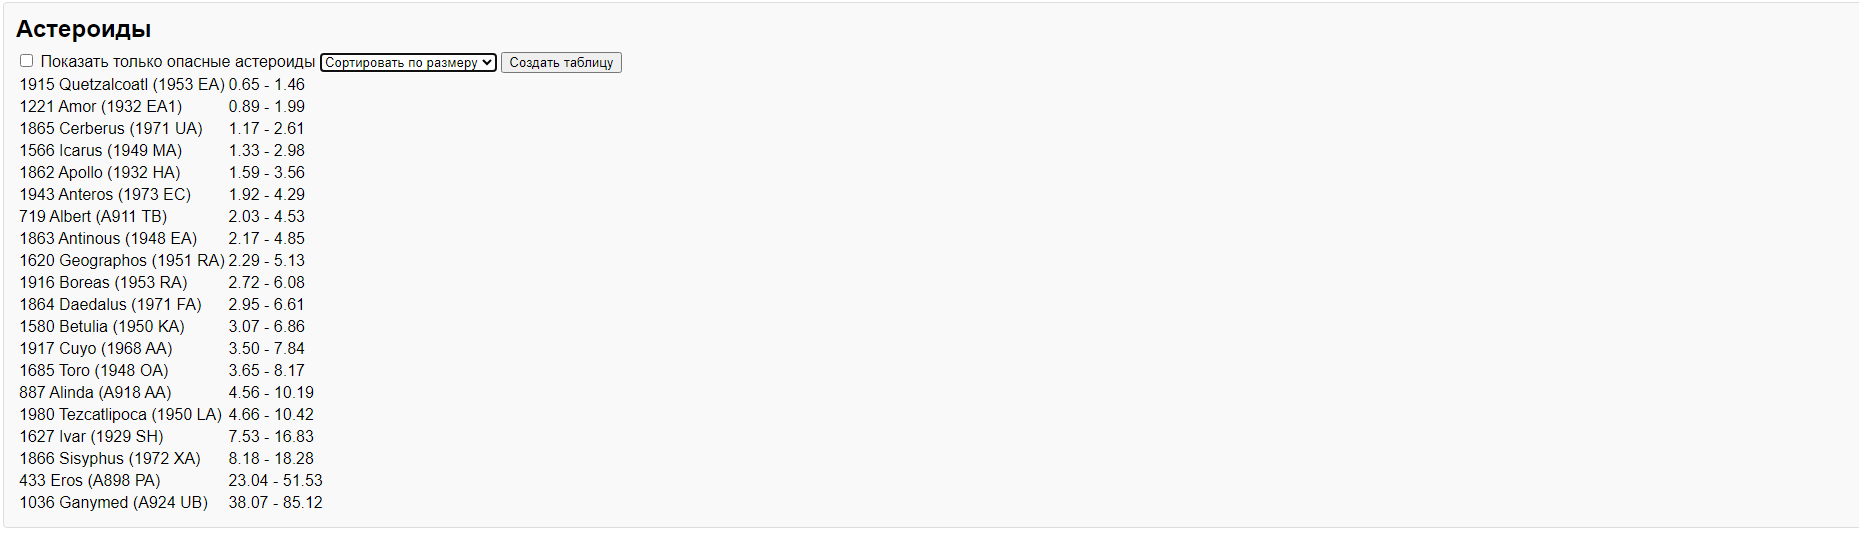 Астероиды
Показать только опасные астероиды Сортировать по размеру Создать таблицу
1915 Quetzalcoatl (1953 EA) 0.65 - 1.46
1221 Amor (1932 EA1) 0.89 - 1.99
1865 Cerberus (1971 UA) 1.17 - 2.61
1566 Icarus (1949 MA) 1.33 - 2.98
1862 Apollo (1932 HA) 1.59 - 3.56
1943 Anteros (1973 EC) 1.92 - 4.29
719 Albert (A911 TB) 2.03 - 4.53
1863 Antinous (1948 EA) 2.17 - 4.85
1620 Geographos (1951 RA) 2.29 - 5.13
1916 Boreas (1953 RA) 2.72 - 6.08
1864 Daedalus (1971 FA) 2.95 - 6.61
1580 Betulia (1950 KA) 3.07 - 6.86
1917 Cuyo (1968 AA) 3.50 - 7.84
1685 Toro (1948 OA) 3.65 - 8.17
887 Alinda (A918 AA) 4.56 - 10.19
1980 Tezcatlipoca (1950 LA) 4.66 - 10.42
1627 Ivar (1929 SH) 7.53 - 16.83
1866 Sisyphus (1972 XA) 8.18 - 18.28
433 Eros (A898 PA) 23.04 - 51.53
1036 Ganymed (A924 UB) 38.07 - 85.12